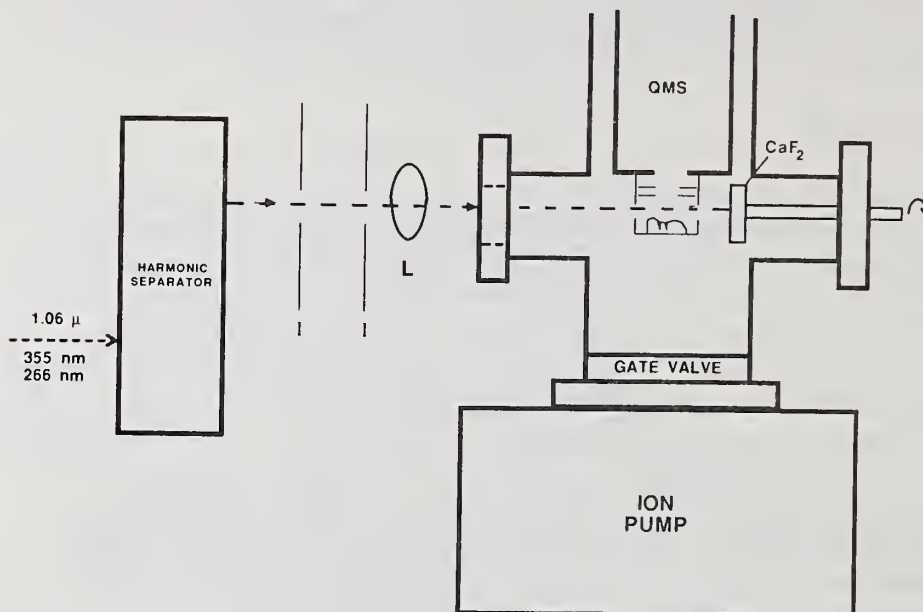 QMS
CaF₂
HARMONIC
SEPARATOR
L
1.06 μ
355 nm
266 nm
I
I
GATE VALVE
ION
PUMP